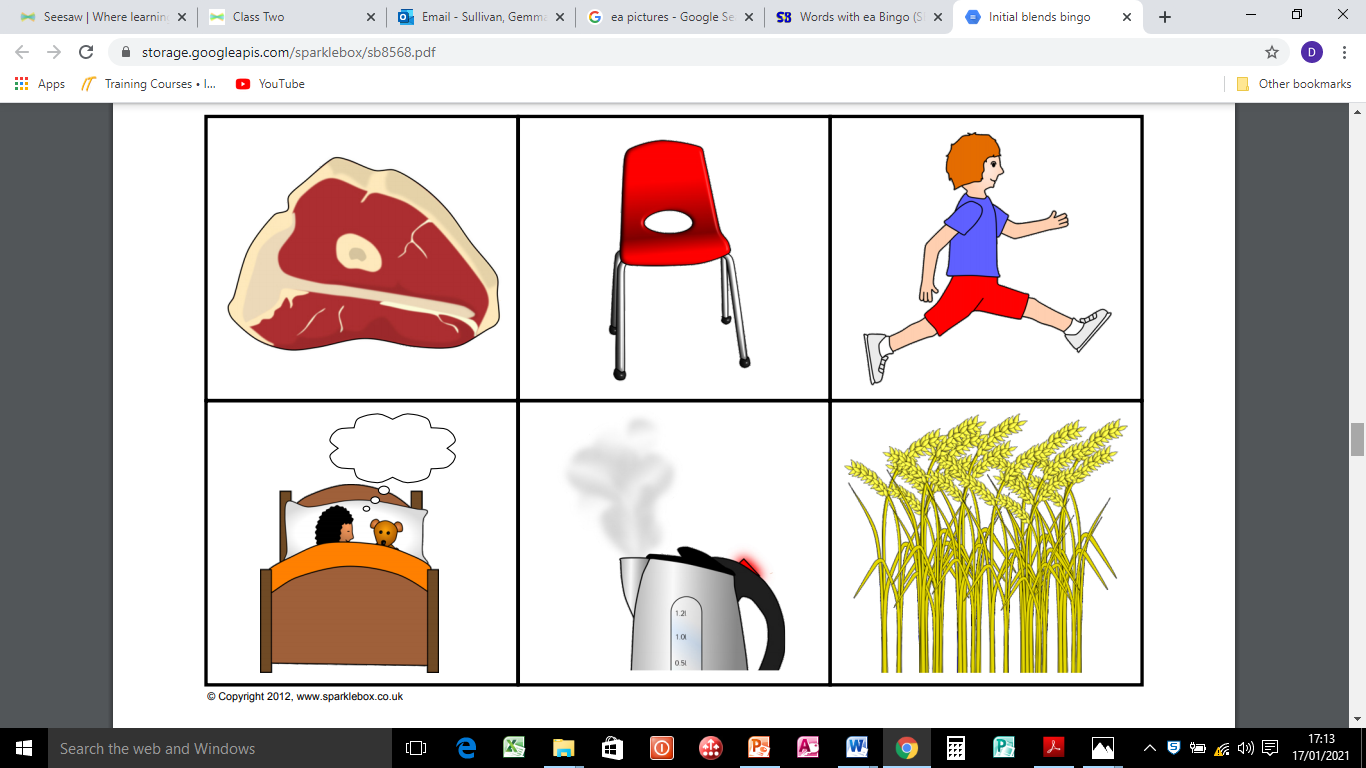 Seesaw | Where learnin
Class Two
Email - Sullivan, Gemma
ea pictures - Google Se
Words with ea Bingo (S
Initial blends bingo
storage.googleapis.com/sparklebox/sb8568.pdf
D
Apps
Training Courses • I...
YouTube
Other bookmarks
1.2l
1.0l
0.5l
© Copyright 2012, www.sparklebox.co.uk
Search the web and Windows
17:13
17/01/2021